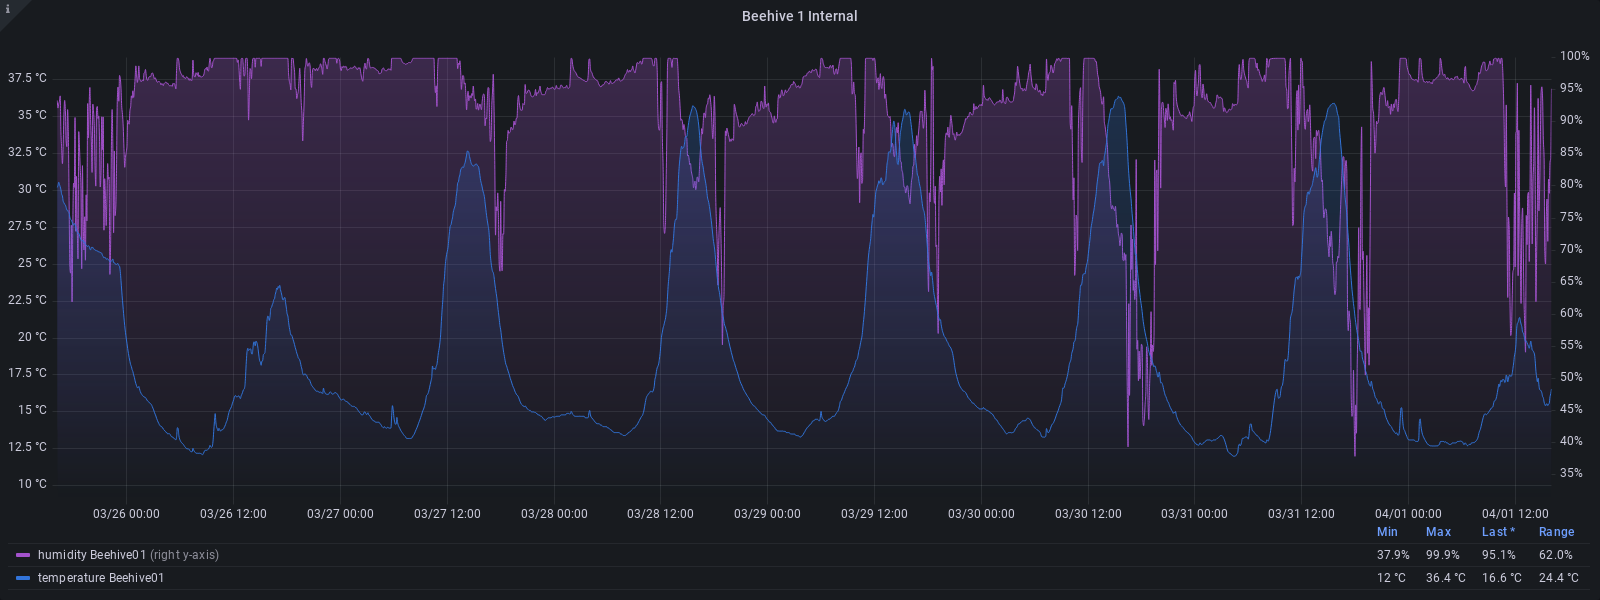 i
Beehive 1 Internal
37.5 °C
35 °C
32.5 °C
30 °C
27.5 °C
25 °C
22.5 °C
20 °C
17.5 °C
15 °C
12.5 °C
10 °C
100%
95%
90%
85%
80%
75%
70%
65%
60%
55%
50%
45%
40%
35%
03/26 00:00 03/26 12:00 03/27 00:00 03/27 12:00 03/28 00:00 03/28 12:00 03/29 00:00 03/29 12:00 03/30 00:00 03/30 12:00 03/31 00:00 03/31 12:00 04/01 00:00 04/01 12:00
Min Max Last * Range
humidity Beehive01 (right y-axis) 37.9% 99.9% 95.1% 62.0%
temperature Beehive01 12 °C 36.4 °C 16.6 °C 24.4 °C